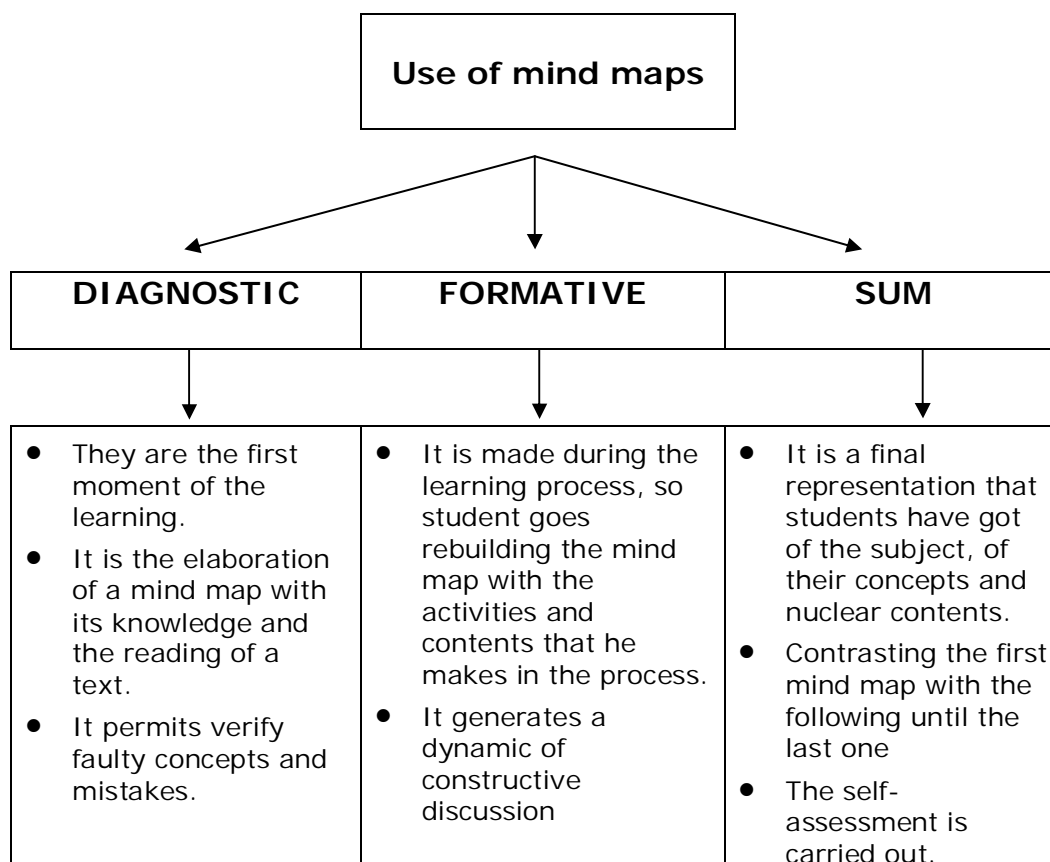 Use of mind maps
DIAGNOSTIC
FORMATIVE
SUM
● They are the first
moment of the
learning.
● It is the elaboration
of a mind map with
its knowledge and
the reading of a
text.
● It permits verify
faulty concepts and
mistakes.
● It is made during the
learning process, so
student goes
rebuilding the mind
map with the
activities and
contents that he
makes in the process.
● It generates a
dynamic of
constructive
discussion
● It is a final
representation that
students have got
of the subject, of
their concepts and
nuclear contents.
● Contrasting the first
mind map with the
following until the
last one
● The self-
assessment is
carried out.